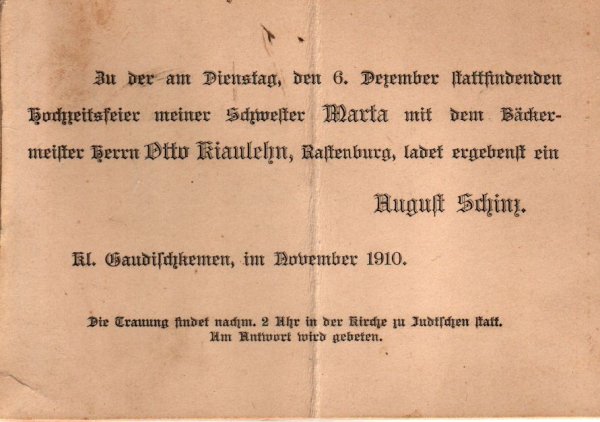 Zu der am Dienstag, den 6. Dezember stattfindenden
Hochzeitsfeier meiner Schwester Marta mit dem Bäcker-
meister Herrn Otto Kiaulehn, Rastenburg, ladet ergebenst ein
August Schinz.
Kl. Gaudischkemen, im November 1910.
Die Trauung findet nachm. 2 Uhr in der Kirche zu Judtschen statt.
Um Antwort wird gebeten.